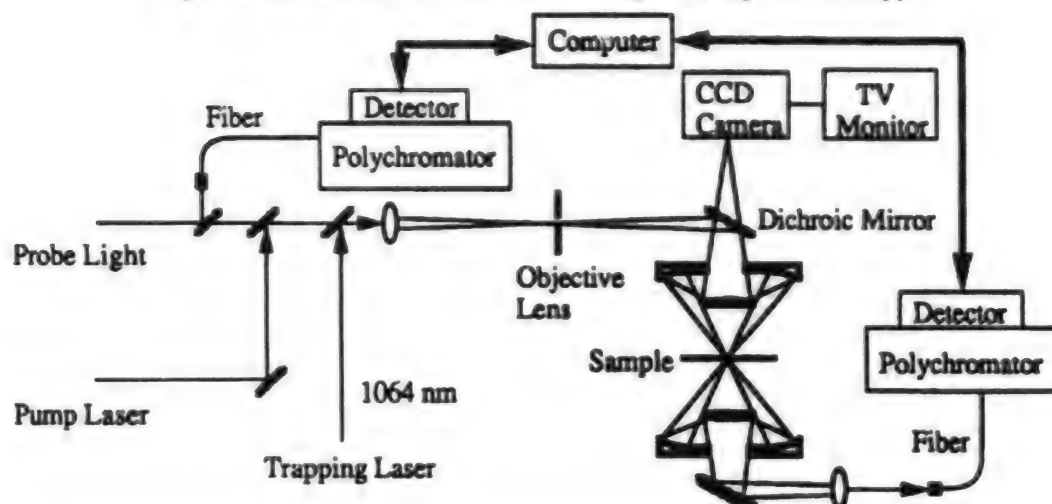 Computer
CCD
Camera
TV
Monitor
Detector
Fiber
Polychromator
Dichroic Mirror
Probe Light
Objective
Lens
Detector
Sample
Polychromator
1064 nm
Pump Laser
Fiber
Trapping Laser